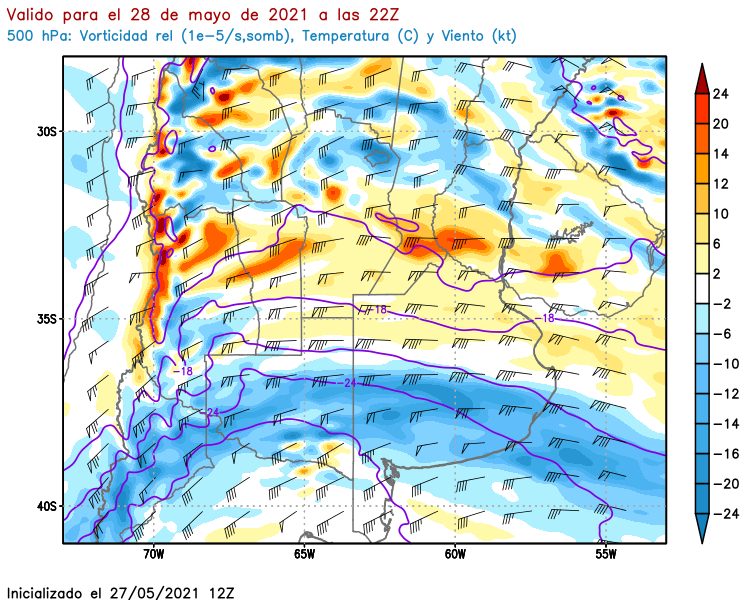 Valido para el 28 de mayo de 2021 a las 22Z
500 hPa: Vorticidad rel (1e-5/s,somb), Temperatura (C) y Viento (kt)
30S
35S
40S
70W
65W
60W
55W
-18
-18
-18
-24
-24
24
20
14
12
10
6
2
-2
-6
-10
-12
-14
-16
-20
-24
Inicializado el 27/05/2021 12Z